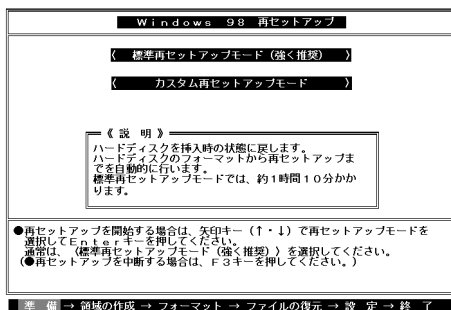 Windows 98 再セットアップ
〈 標準再セットアップモード（強く推奨） 〉
〈 カスタム再セットアップモード 〉
《説 明》
ハードディスクを挿入時の状態に戻します。
ハードディスクのフォーマットから再セットアップま
でを自動的に行います。
標準再セットアップモードでは、約1時間10分かか
ります。
●再セットアップを開始する場合は、矢印キー（↑・↓）で再セットアップモードを
選択してEnterキーを押してください。
通常は、〈標準再セットアップモード（強く推奨）〉を選択してください。
（●再セットアップを中断する場合は、F3キーを押してください。）
準 備 → 領域の作成 → フォーマット → ファイルの復元 → 設 定 → 終 了